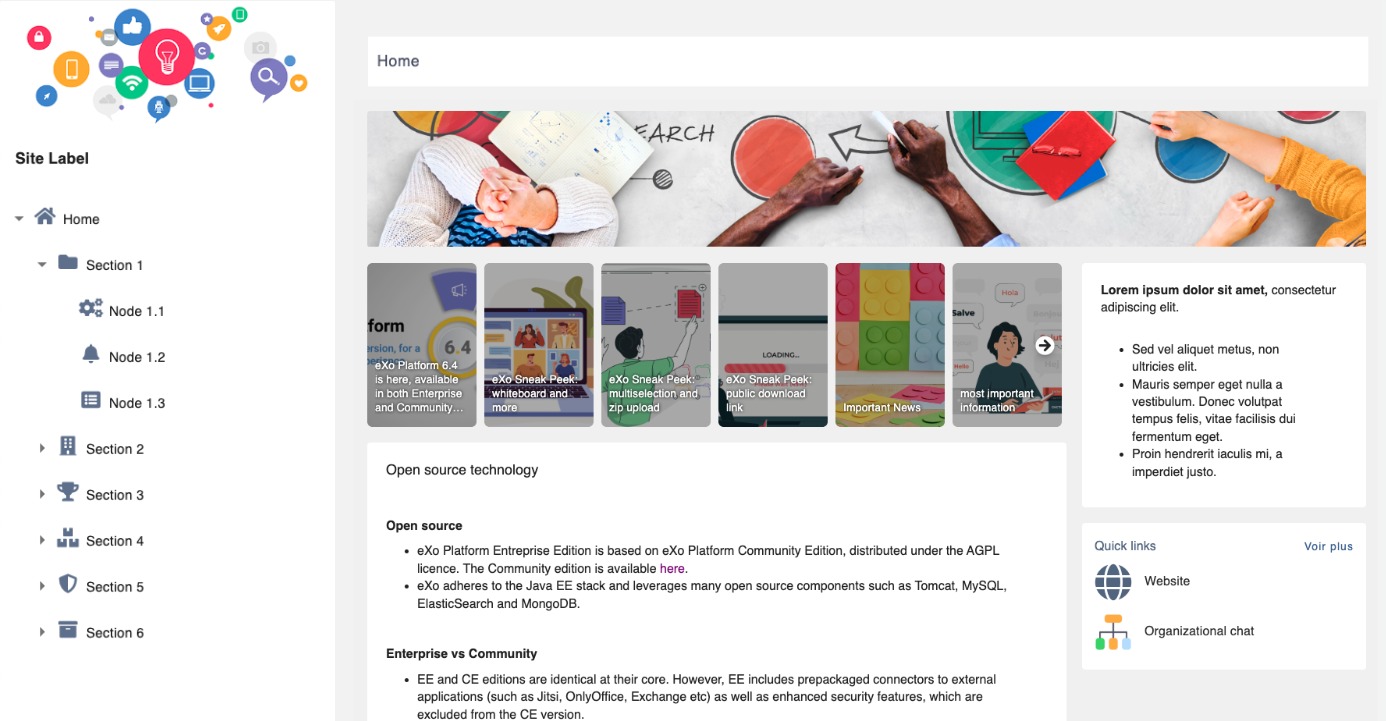 Site Label
Home
Section 1
Node 1.1
Node 1.2
Node 1.3
Section 2
Section 3
Section 4
Section 5
Section 6
Home
EARCH
form
ersion, for a
6.4
eXo Platform 6.4
is here, available
in both Enterprise
and Community...
eXo Sneak Peek:
whiteboard and
more
eXo Sneak Peek:
multiselection and
zip upload
LOADING...
eXo Sneak Peek:
public download
link
Important News
Hola
Salve
most important
information
Lorem ipsum dolor sit amet, consectetur
adipiscing elit.
Sed vel aliquet metus, non
ultricies elit.
Mauris semper eget nulla a
vestibulum. Donec volutpat
tempus felis, vitae facilisis dui
fermentum eget.
Proin hendrerit iaculis mi, a
imperdiet justo.
Open source technology
Open source
eXo Platform Entreprise Edition is based on eXo Platform Community Edition, distributed under the AGPL
licence. The Community edition is available here.
eXo adheres to the Java EE stack and leverages many open source components such as Tomcat, MySQL,
ElasticSearch and MongoDB.
Enterprise vs Community
EE and CE editions are identical at their core. However, EE includes prepackaged connectors to external
applications (such as Jitsi, OnlyOffice, Exchange etc) as well as enhanced security features, which are
excluded from the CE version.
Quick links
Voir plus
Website
Organizational chat